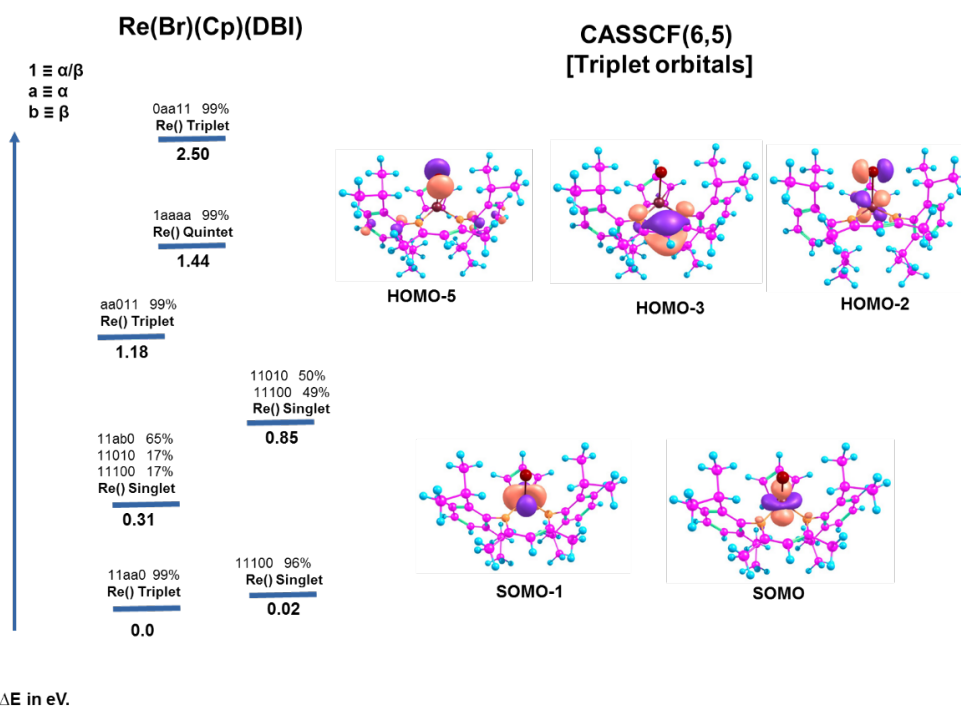 Re(Br)(Cp)(DBI)
CASSCF(6,5)
[Triplet orbitals]
1 ≡ α/β
a ≡ α
b ≡ β
0aa11 99%
Re() Triplet
2.50
1aaaa 99%
Re() Quintet
1.44
aa011 99%
Re() Triplet
1.18
11010 50%
11100 49%
Re() Singlet
0.85
11ab0 65%
11010 17%
11100 17%
Re() Singlet
0.31
11aa0 99%
Re() Triplet
0.0
11100 96%
Re() Singlet
0.02
HOMO-5
HOMO-3
HOMO-2
SOMO-1
SOMO
ΔE in eV.